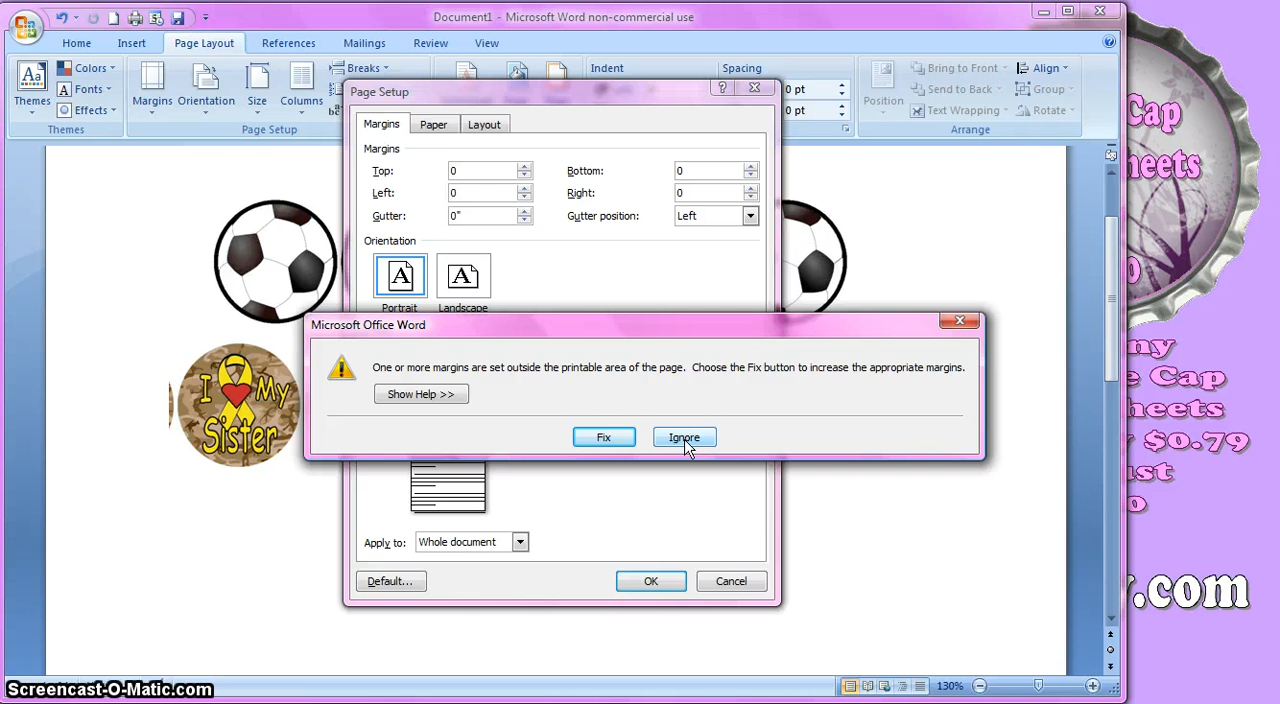 Document1 - Microsoft Word non-commercial use
Home Insert Page Layout References Mailings Review View
Themes
Colors
Fonts
Effects
Themes
Margins
Orientation
Size
Columns
Breaks
Page Setup
Indent
Spacing
0 pt
0 pt
Position
Bring to Front
Send to Back
Text Wrapping
Align
Group
Rotate
Arrange
Page Setup
Margins Paper Layout
Margins
Top: 0 Bottom: 0
Left: 0 Right: 0
Gutter: 0" Gutter position: Left
Orientation
A A
Portrait Landscape
Microsoft Office Word
One or more margins are set outside the printable area of the page. Choose the Fix button to increase the appropriate margins.
Show Help >>
Fix Ignore
Apply to: Whole document
Default... OK Cancel
I My
Sister
Cap
heets
ny
e Cap
heets
$0.79
ust
o
.com
130%
Screencast-O-Matic.com